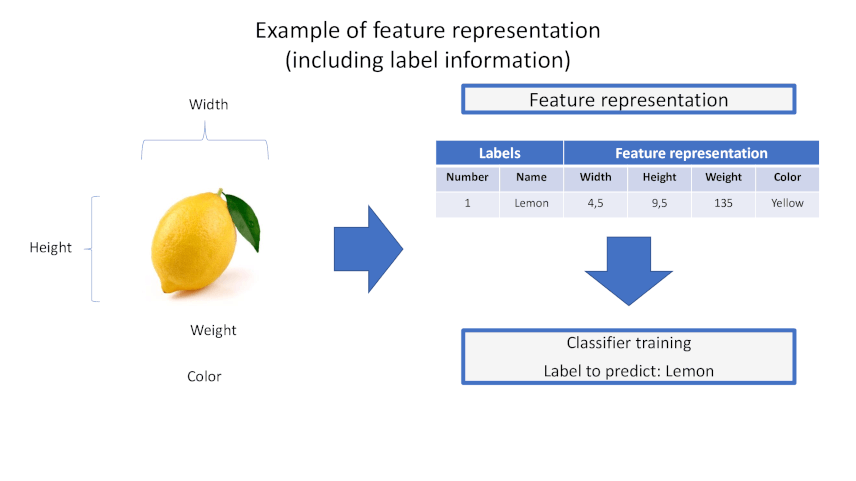 Example of feature representation
(including label information)
Width
Height
Weight
Color
Feature representation
Labels Feature representation
Number Name Width Height Weight Color
1 Lemon 4,5 9,5 135 Yellow
Classifier training
Label to predict: Lemon